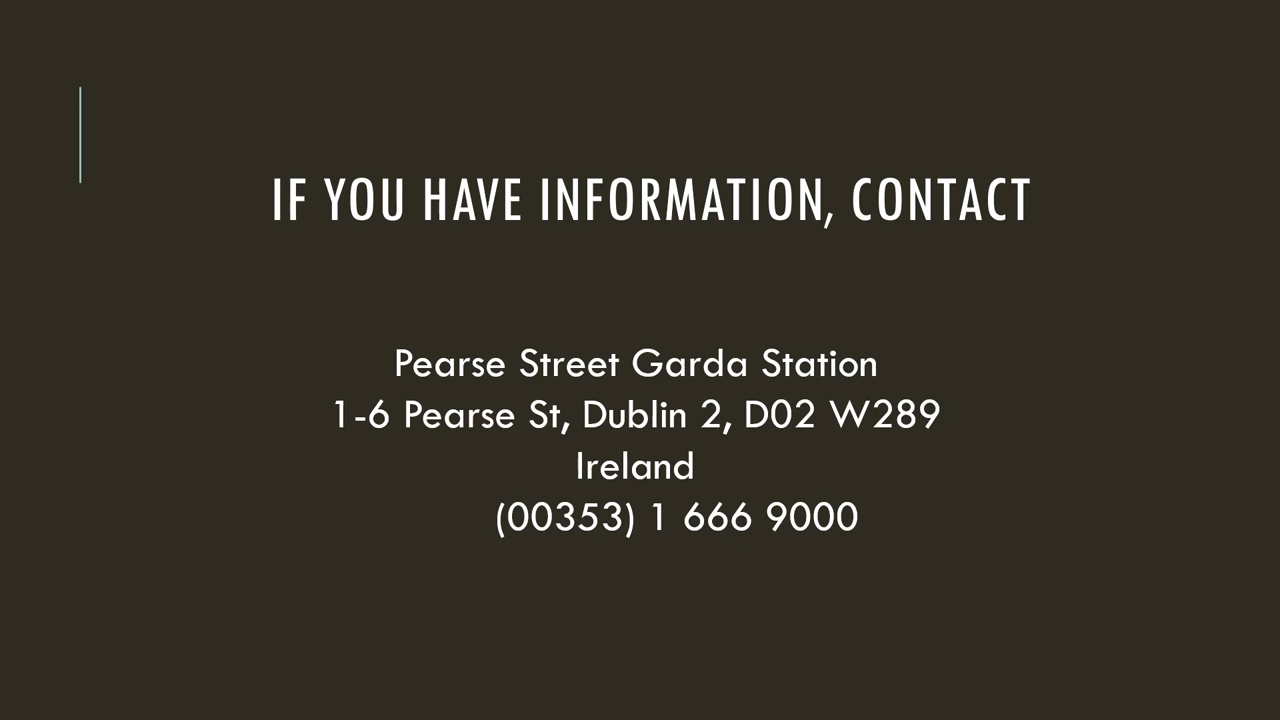 IF YOU HAVE INFORMATION, CONTACT
Pearse Street Garda Station
1-6 Pearse St, Dublin 2, D02 W289
Ireland
(00353) 1 666 9000